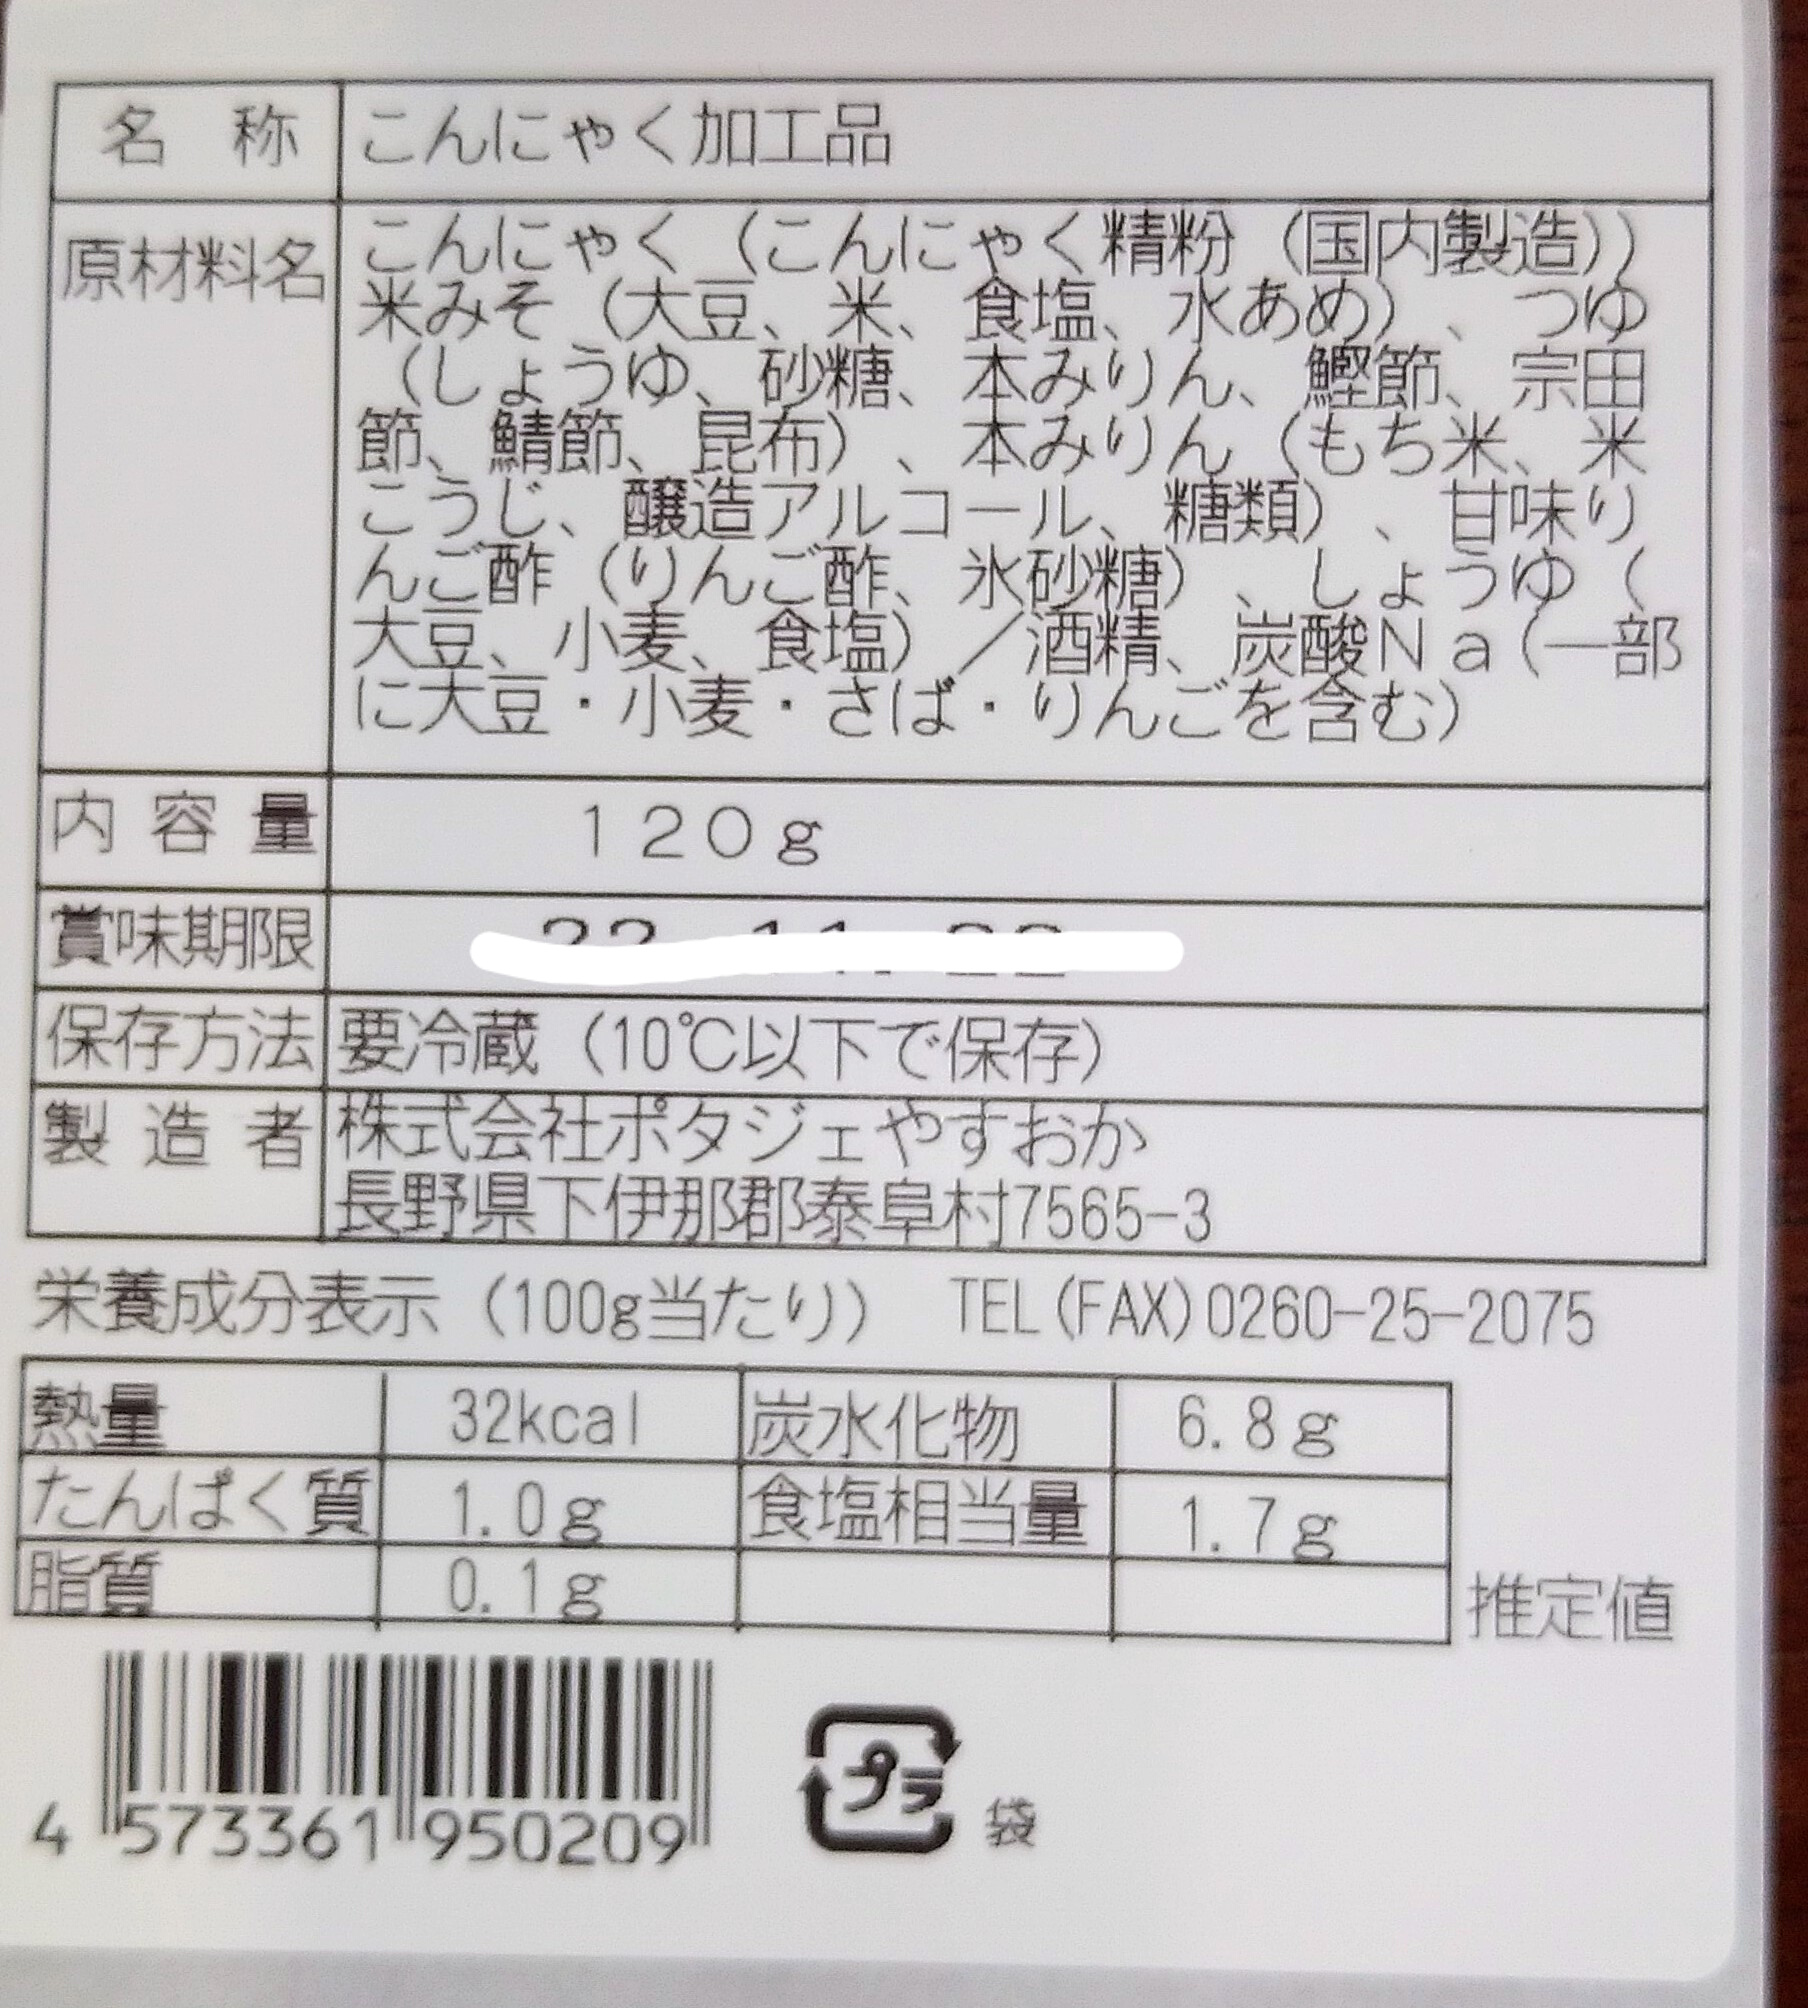 名 称 こんにゃく加工品
原材料名 こんにゃく（こんにゃく精粉（国内製造））
米みそ（大豆、米、食塩、水あめ）、つゆ
（しょうゆ、砂糖、本みりん、鰹節、宗田
節、鯖節、昆布）、本みりん（もち米、米
こうじ、醸造アルコール、糖類）、甘味り
んご酢（りんご酢、氷砂糖）、しょうゆ（
大豆、小麦、食塩）／酒精、炭酸Ｎａ（一部
に大豆・小麦・さば・りんごを含む）
内 容 量 １２０ｇ
賞味期限
保存方法 要冷蔵（10℃以下で保存）
製 造 者 株式会社ポタジェやすおか
長野県下伊那郡泰阜村7565-3
栄養成分表示（100g当たり） TEL(FAX)0260-25-2075
熱量 32kcal 炭水化物 6.8g
たんぱく質 1.0g 食塩相当量 1.7g
脂質 0.1g
推定値
4 573361 950209
プラ 袋